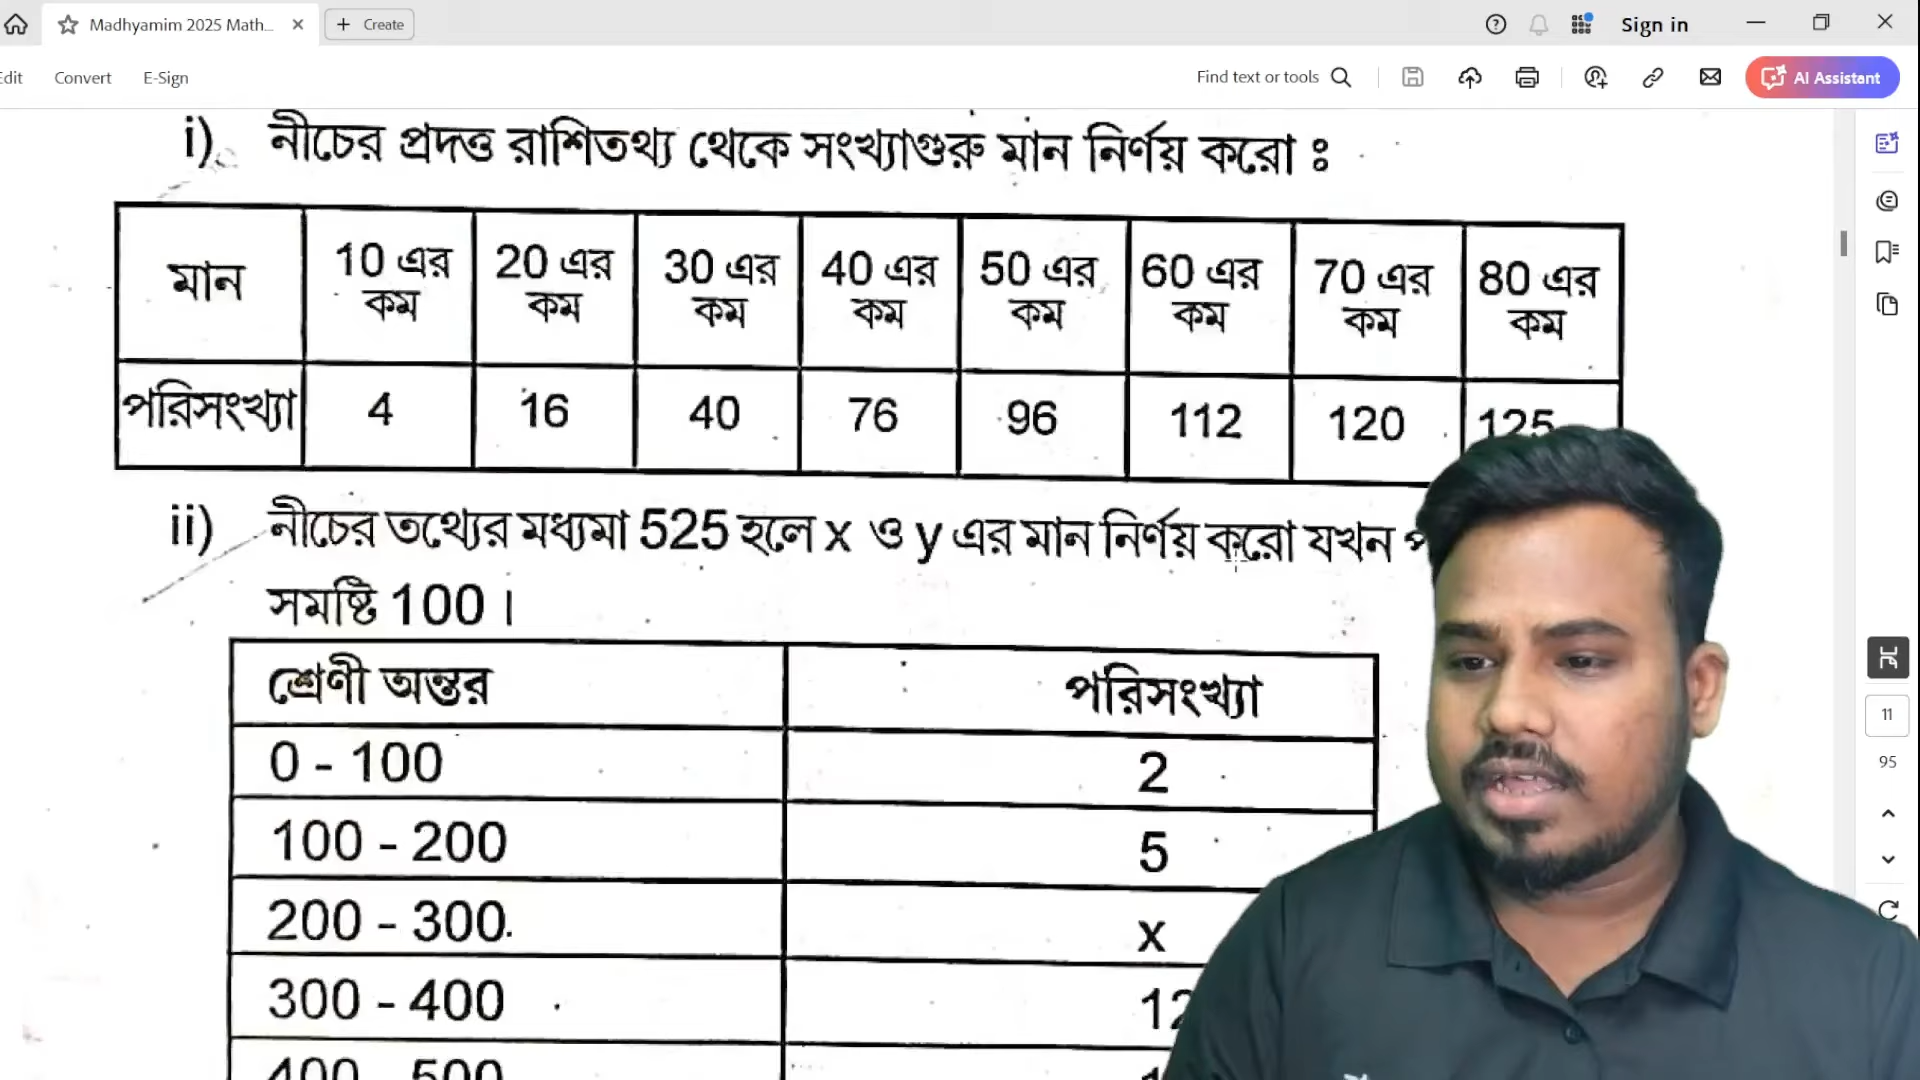 Madhyamim 2025 Math...
Create
Sign in
Edit
Convert
E-Sign
Find text or tools
AI Assistant
i) নীচের প্রদত্ত রাশিতথ্য থেকে সংখ্যাগুরু মান নির্ণয় করো ঃ
মান 10 এর কম 20 এর কম 30 এর কম 40 এর কম 50 এর কম 60 এর কম 70 এর কম 80 এর কম
পরিসংখ্যা 4 16 40 76 96 112 120 125
ii) নীচের তথ্যের মধ্যমা 525 হলে x ও y এর মান নির্ণয় করো যখন
সমষ্টি 100 ।
শ্রেণী অন্তর পরিসংখ্যা
0 - 100 2
100 - 200 5
200 - 300. x
300 - 400 12
400 - 500
11
95